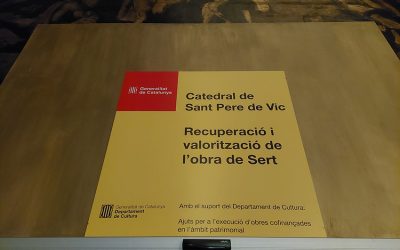 Generalitat
de Catalunya
Catedral de
Sant Pere de Vic
Recuperació i
valorització de
l'obra de Sert
Generalitat de Catalunya
Departament
de Cultura
Amb el suport del Departament de Cultura:
Ajuts per a l'execució d'obres cofinançades
en l'àmbit patrimonial